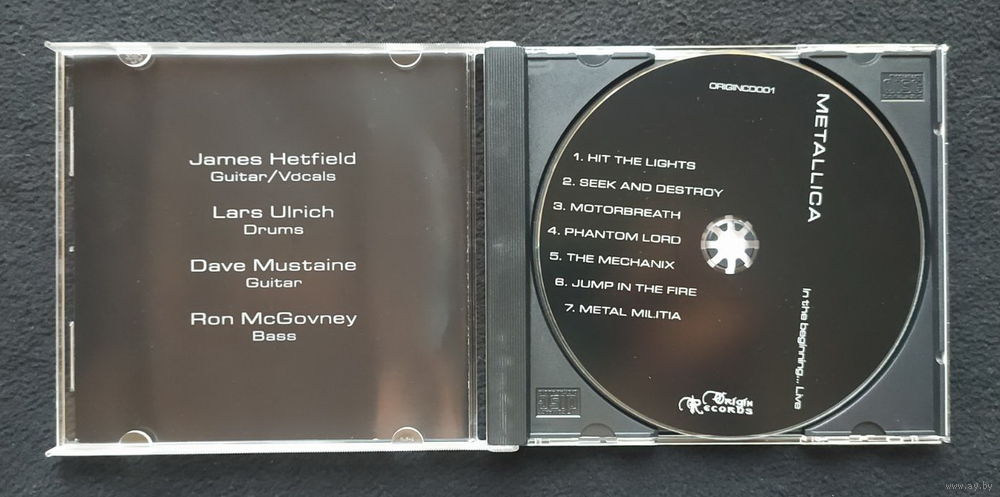 James Hetfield
Guitar/Vocals
Lars Ulrich
Drums
Dave Mustaine
Guitar
Ron McGovney
Bass
ORIGINCD001
METALLICA
1. HIT THE LIGHTS
2. SEEK AND DESTROY
3. MOTORBREATH
4. PHANTOM LORD
5. THE MECHANIX
6. JUMP IN THE FIRE
7. METAL MILITIA
In the beginning... Live
Origin
Records
www.ay.by